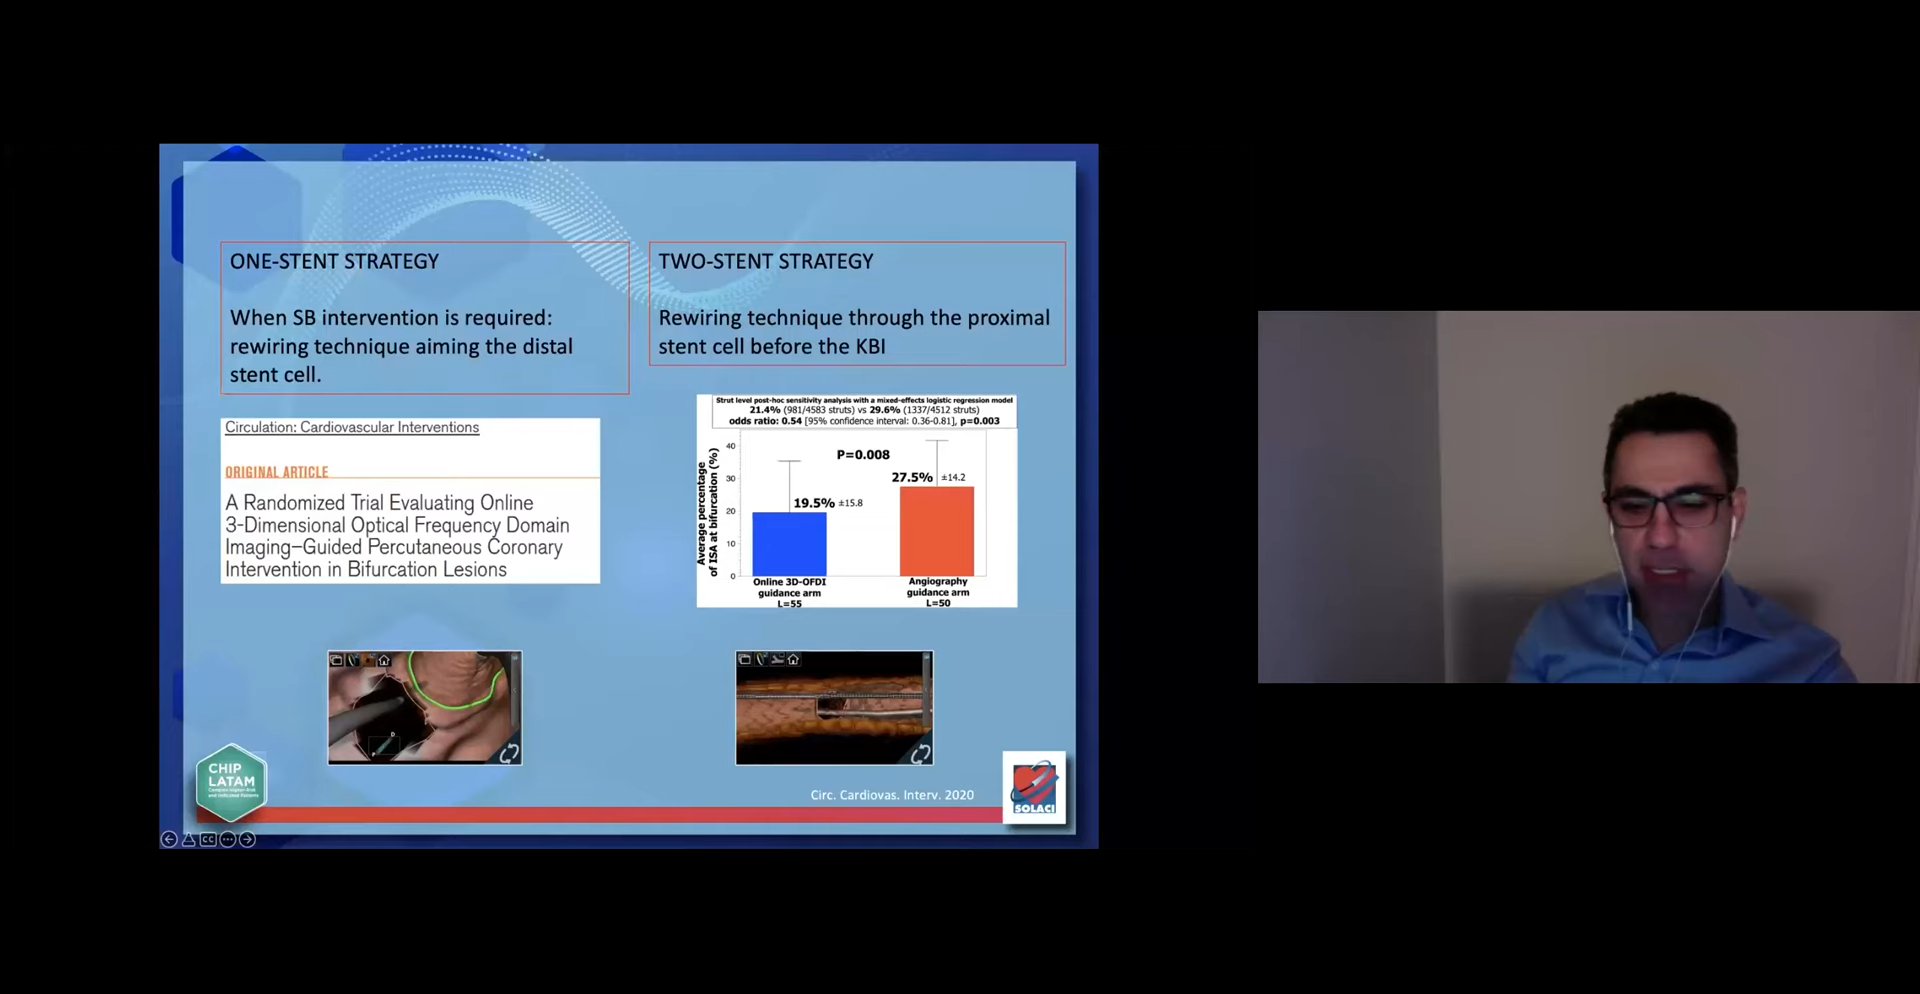 ONE-STENT STRATEGY
When SB intervention is required:
rewiring technique aiming the distal
stent cell.
TWO-STENT STRATEGY
Rewiring technique through the proximal
stent cell before the KBI
Circulation: Cardiovascular Interventions
ORIGINAL ARTICLE
A Randomized Trial Evaluating Online
3-Dimensional Optical Frequency Domain
Imaging–Guided Percutaneous Coronary
Intervention in Bifurcation Lesions
Strut level post-hoc sensitivity analysis with a mixed-effects logistic regression model
21.4% (981/4583 struts) vs 29.6% (1337/4512 struts)
odds ratio: 0.54 [95% confidence interval: 0.36-0.81], p=0.003
Average percentage
of ISA at bifurcation (%)
40
30
20
10
0
P=0.008
19.5% ±15.8
27.5% ±14.2
Online 3D-OFDI
guidance arm
L=55
Angiography
guidance arm
L=50
Circ. Cardiovas. Interv. 2020
CHIP
LATAM
SOLACI
CC